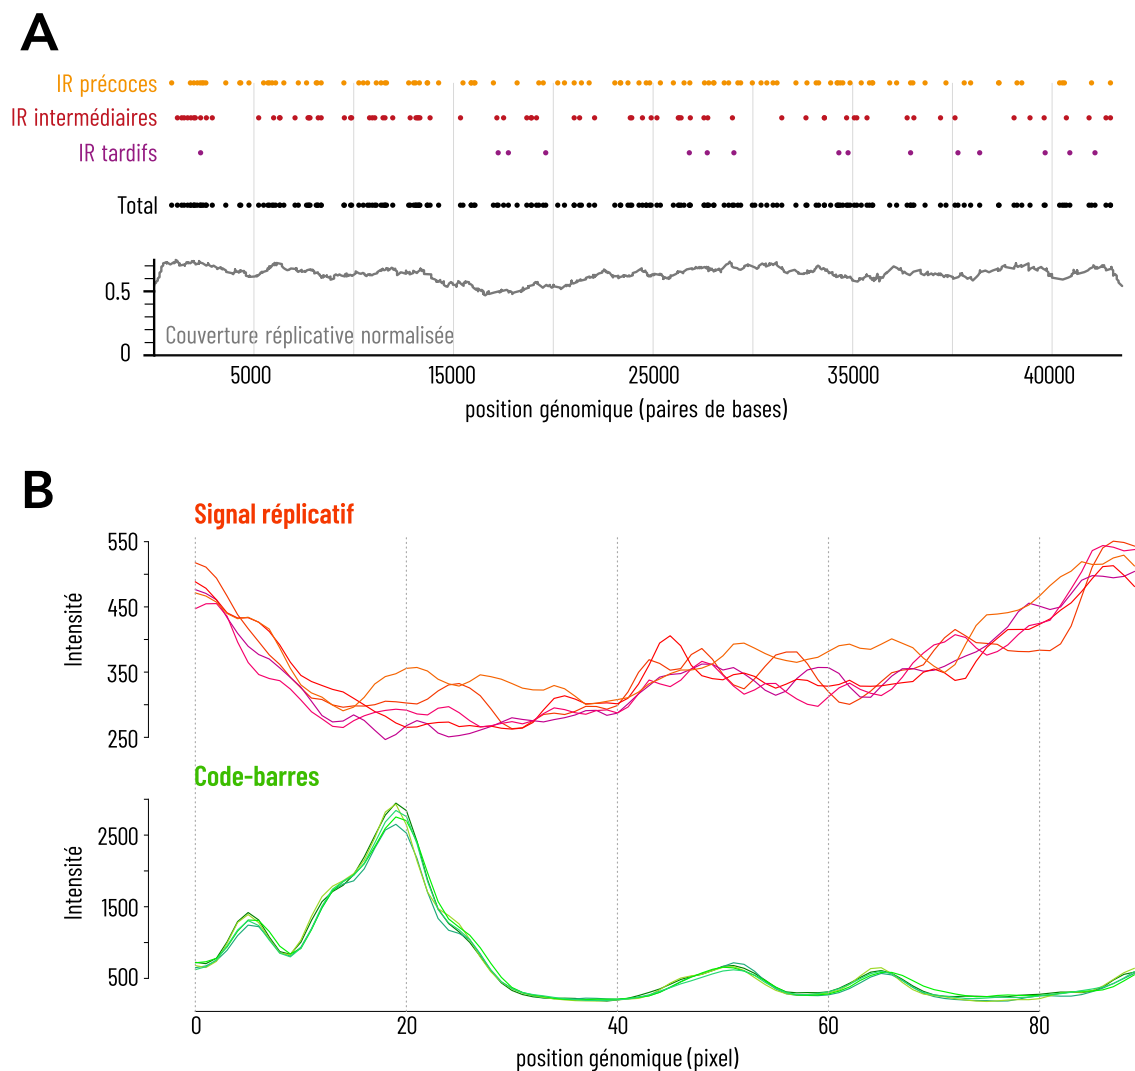 A
IR précoces
IR intermédiaires
IR tardifs
Total
0.5
Couverture réplicative normalisée
0
5000 15000 25000 35000 40000
position génomique (paires de bases)
B
Signal réplicatif
550
450
Intensité
350
250
Code-barres
2500
Intensité
1500
500
0 20 40 60 80
position génomique (pixel)